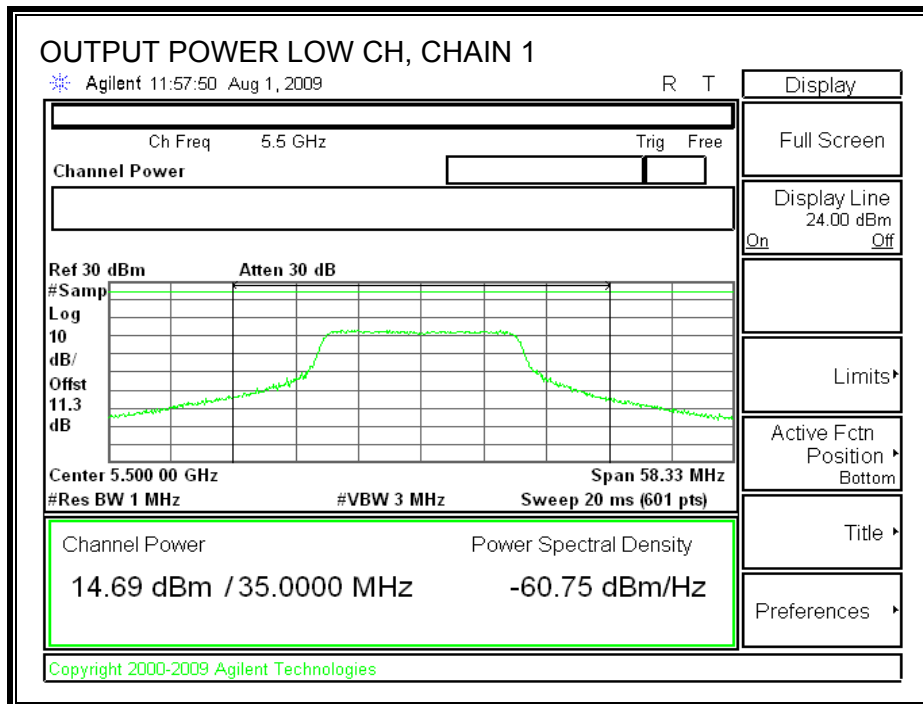 OUTPUT POWER LOW CH, CHAIN 1
Agilent 11:57:50 Aug 1, 2009 R T
Display
Ch Freq 5.5 GHz Trig Free
Channel Power
Full Screen
Display Line
24.00 dBm
On Off
Ref 30 dBm Atten 30 dB
#Samp
Log
10
dB/
Offst
11.3
dB
Limits
Active Fctn
Position
Bottom
Center 5.500 00 GHz Span 58.33 MHz
#Res BW 1 MHz #VBW 3 MHz Sweep 20 ms (601 pts)
Channel Power Power Spectral Density
14.69 dBm / 35.0000 MHz -60.75 dBm/Hz
Title
Preferences
Copyright 2000-2009 Agilent Technologies